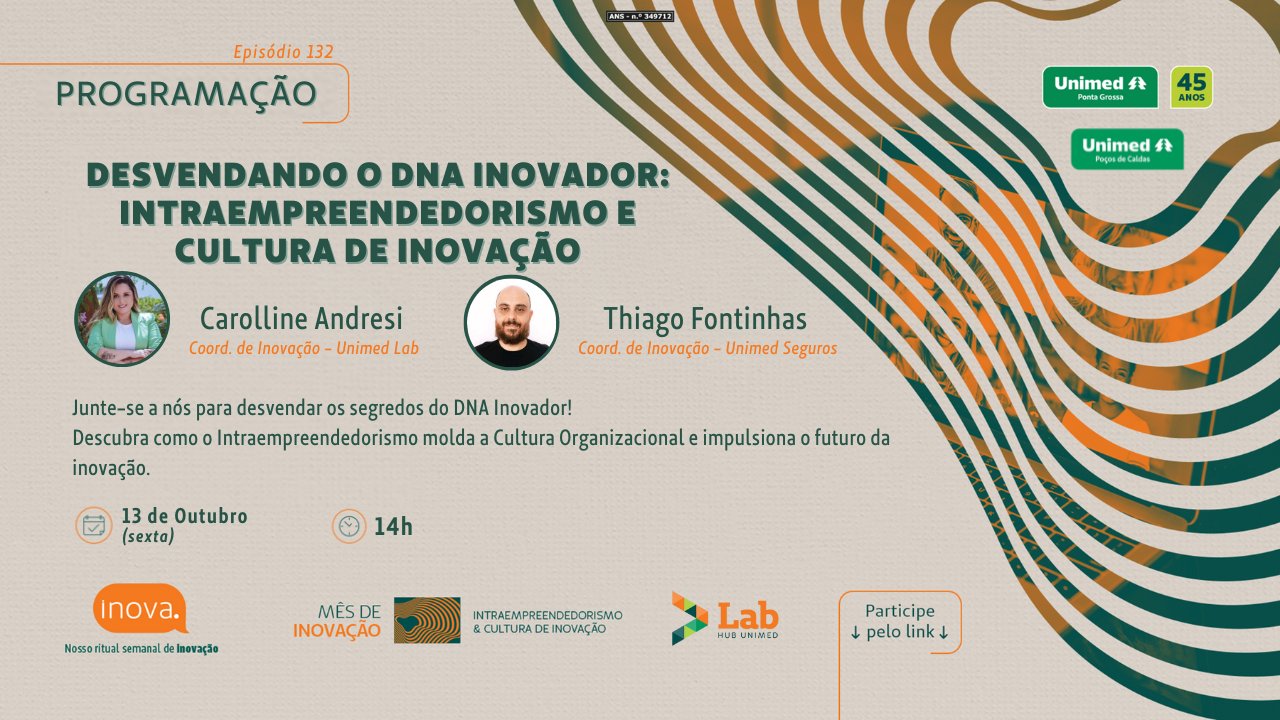 ANS - n.º 349712
Episódio 132
PROGRAMAÇÃO
Unimed
Ponta Grossa
45
ANOS
Unimed
Poços de Caldas
DESVENDANDO O DNA INOVADOR:
INTRAEMPREENDEDORISMO E
CULTURA DE INOVAÇÃO
Carolline Andresi
Coord. de Inovação – Unimed Lab
Thiago Fontinhas
Coord. de Inovação – Unimed Seguros
Junte-se a nós para desvendar os segredos do DNA Inovador!
Descubra como o Intraempreendedorismo molda a Cultura Organizacional e impulsiona o futuro da
inovação.
13 de Outubro
(sexta)
14h
inova.
Nosso ritual semanal de Inovação
MÊS DE
INOVAÇÃO
INTRAEMPREENDEDORISMO
& CULTURA DE INOVAÇÃO
Lab
HUB UNIMED
Participe
↓ pelo link ↓